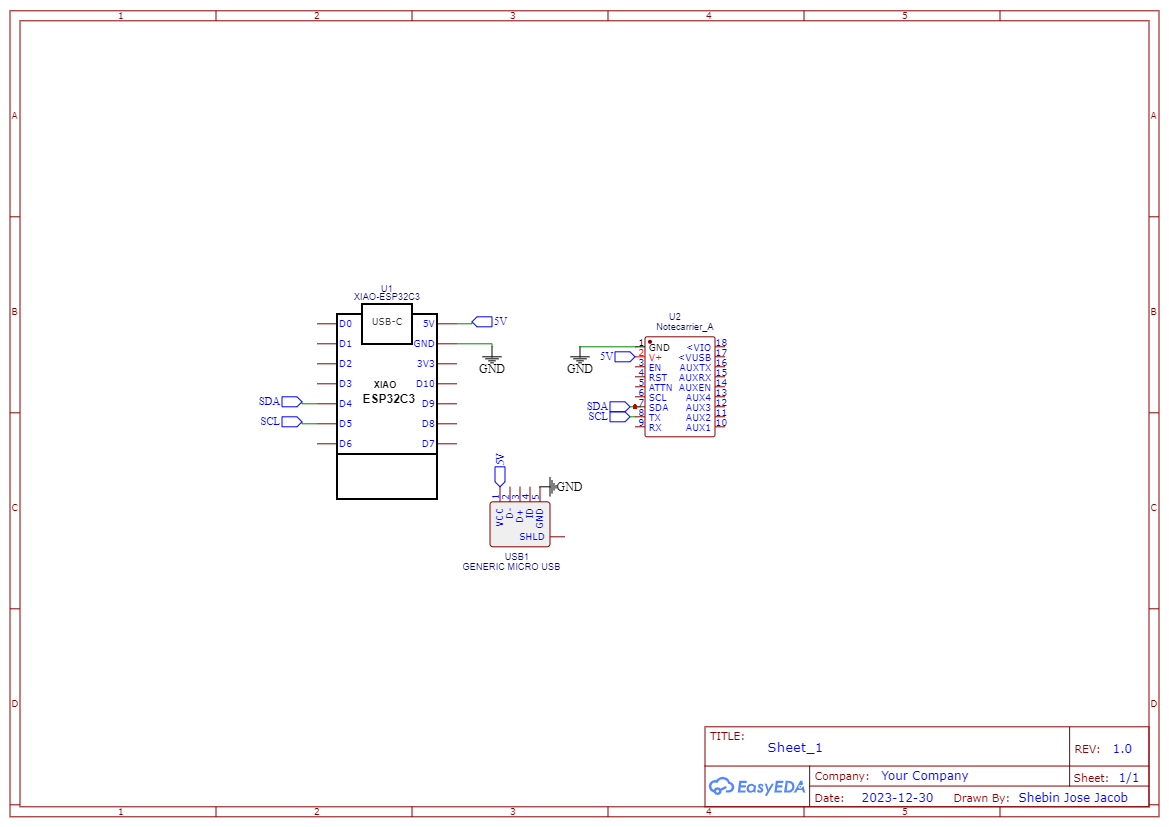 1 2 3 4 5
A A
B B
C C
D D
U1
XIAO-ESP32C3
USB-C
XIAO
ESP32C3
D0 5V 5V
D1 GND
GND
D2 3V3
D3 D10
SDA D4 D9
SCL D5 D8
D6 D7
U2
Notecarrier_A
GND
1 GND <VIO 18
5V 2 V+ <VUSB 17
3 EN AUXTX 16
4 RST AUXRX 15
5 ATTN AUXEN 14
6 SCL AUX4 13
SDA 7 SDA AUX3 12
SCL 8 TX AUX2 11
9 RX AUX1 10
5V
GND
1 2 3 4 5
VCC D- D+ ID GND
SHLD
USB1
GENERIC MICRO USB
TITLE:
Sheet_1
REV: 1.0
EasyEDA
Company: Your Company
Sheet: 1/1
Date: 2023-12-30 Drawn By: Shebin Jose Jacob
1 2 3 4 5